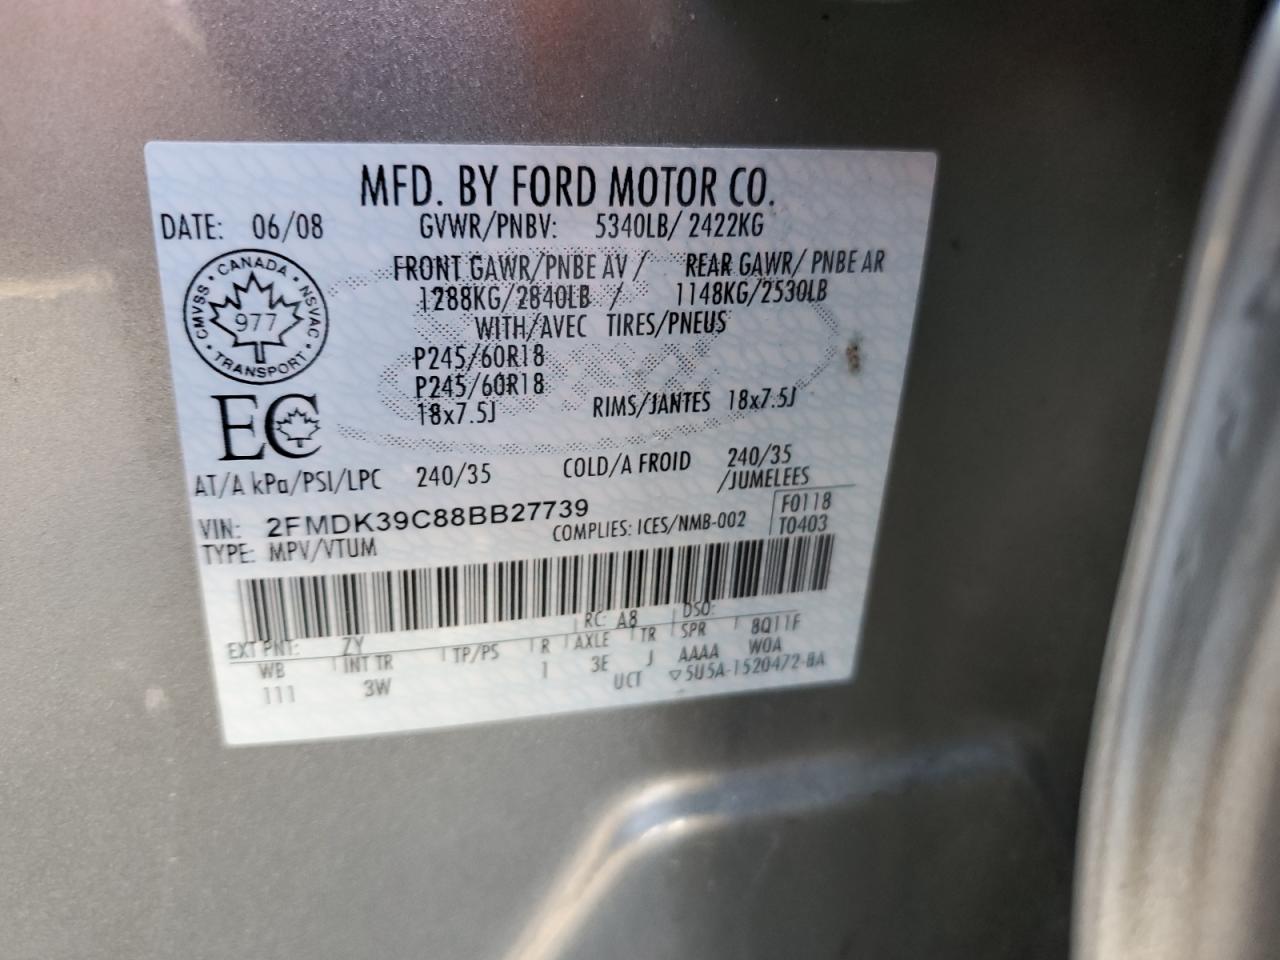 MFD. BY FORD MOTOR CO.
DATE: 06/08 GVWR/PNBV: 5340LB/ 2422KG
FRONT GAWR/PNBE AV / REAR GAWR/ PNBE AR
1288KG/2840LB / 1148KG/2530LB
WITH/AVEC TIRES/PNEUS
CANADA • NSVAC • TRANSPORT • CMVSS •
977
P245/60R18
P245/60R18
18x7.5J RIMS/JANTES 18x7.5J
EC
AT/A kPa/PSI/LPC 240/35 COLD/A FROID 240/35
/JUMELEES
VIN: 2FMDK39C88BB27739 F0118
COMPLIES: ICES/NMB-002 T0403
TYPE: MPV/VTUM
EXT PNT: ZY RC: A8 DSO:
WB INT TR TP/PS R AXLE TR SPR 8Q11F
111 3W 1 3E J AAAA W0A
UCT ▽5U5A-1520472-BA